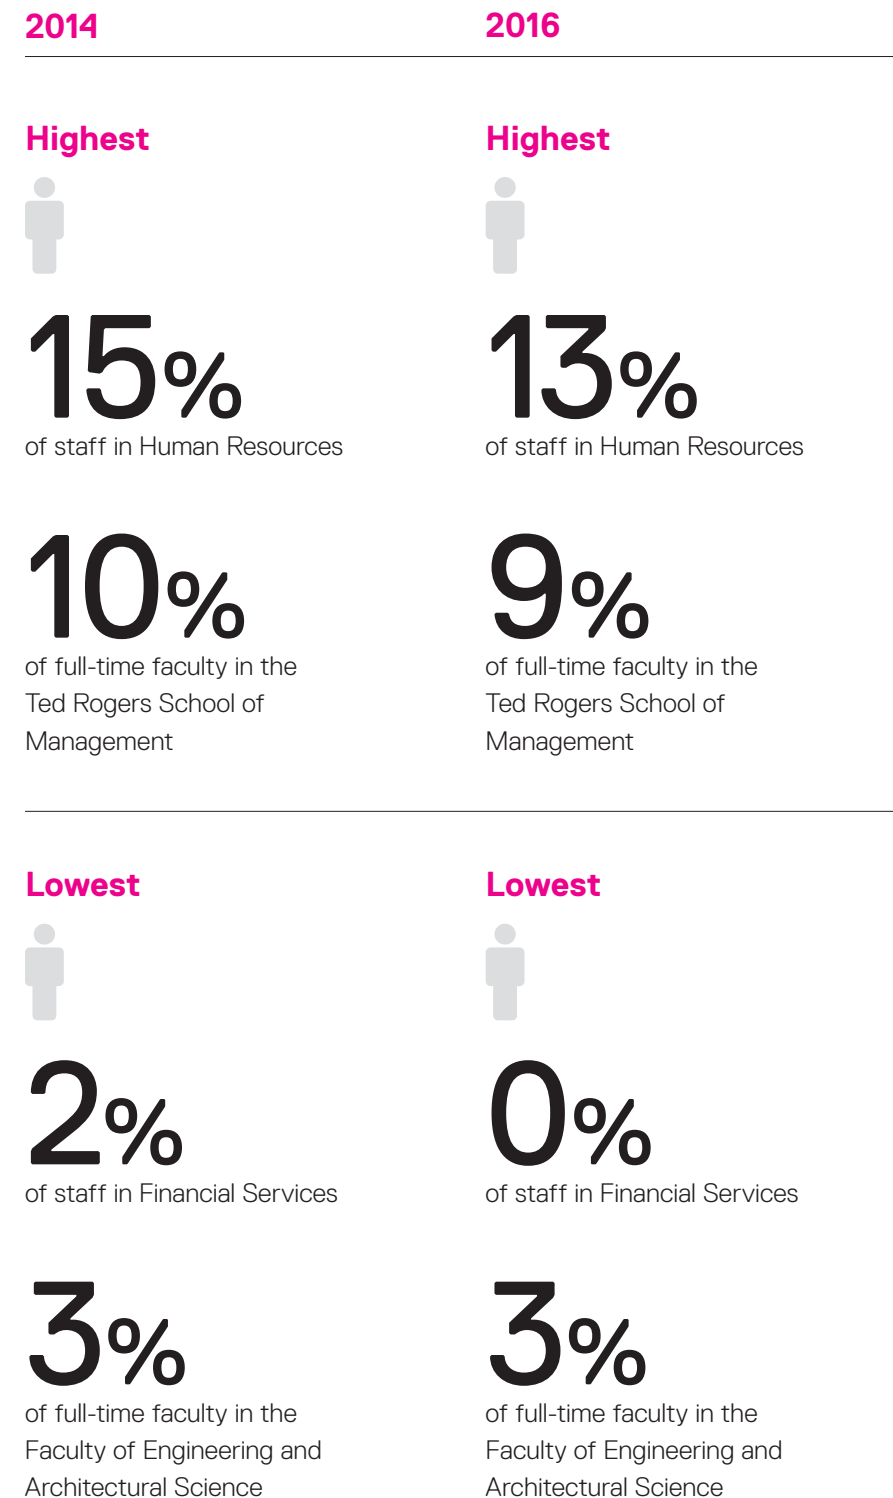 2014
2016
Highest
Highest
15%
of staff in Human Resources
13%
of staff in Human Resources
10%
of full-time faculty in the
Ted Rogers School of
Management
9%
of full-time faculty in the
Ted Rogers School of
Management
Lowest
Lowest
2%
of staff in Financial Services
0%
of staff in Financial Services
3%
of full-time faculty in the
Faculty of Engineering and
Architectural Science
3%
of full-time faculty in the
Faculty of Engineering and
Architectural Science